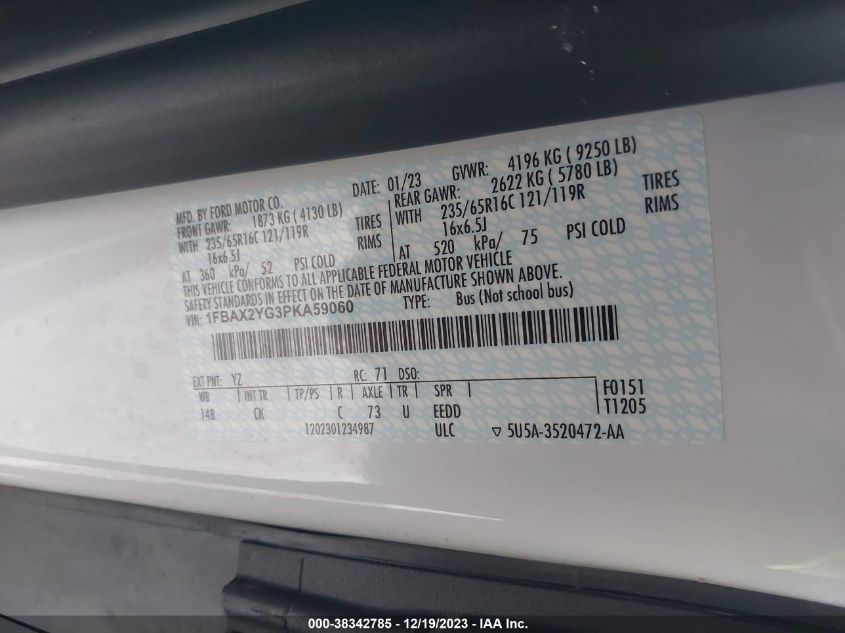 MFD. BY FORD MOTOR CO.
DATE: 01/23 GVWR: 4196 KG ( 9250 LB)
FRONT GAWR: 1873 KG ( 4130 LB)
REAR GAWR: 2622 KG ( 5780 LB)
WITH 235/65R16C 121/119R TIRES
WITH 235/65R16C 121/119R TIRES
16x6.5J RIMS
16x6.5J RIMS
AT 360 kPa/ 52 PSI COLD
AT 520 kPa/ 75 PSI COLD
THIS VEHICLE CONFORMS TO ALL APPLICABLE FEDERAL MOTOR VEHICLE
SAFETY STANDARDS IN EFFECT ON THE DATE OF MANUFACTURE SHOWN ABOVE.
VIN: 1FBAX2YG3PKA59060 TYPE: Bus (Not school bus)
EXT PNT: YZ RC: 71 DSO:
WB INT TR TP/PS R AXLE TR SPR F0151
148 CK C 73 U EEDD T1205
1202301234987 ULC 5U5A-3520472-AA
000-38342785 - 12/19/2023 - IAA Inc.